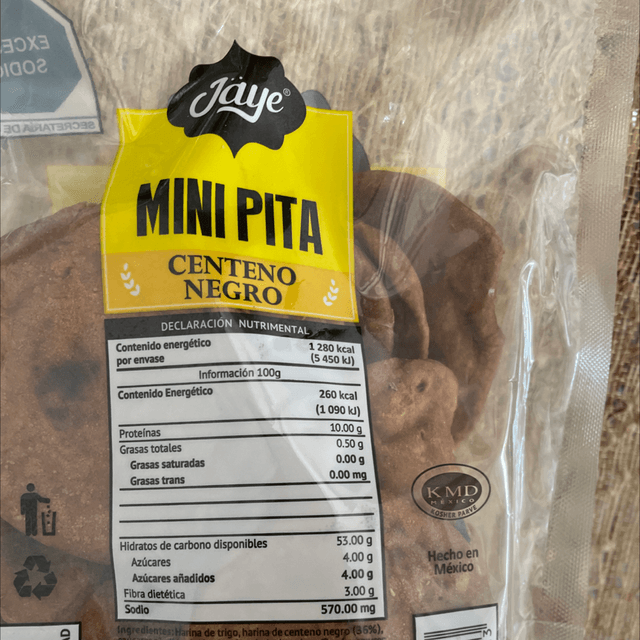 EXCE
SODIO
SECRETARÍA DE
Jäye®
MINI PITA
CENTENO
NEGRO
DECLARACIÓN NUTRIMENTAL
Contenido energético 1 280 kcal
por envase (5 450 kJ)
Información 100g
Contenido Energético 260 kcal
(1 090 kJ)
Proteínas 10.00 g
Grasas totales 0.50 g
Grasas saturadas 0.00 g
Grasas trans 0.00 mg
Hidratos de carbono disponibles 53.00 g
Azúcares 4.00 g
Azúcares añadidos 4.00 g
Fibra dietética 3.00 g
Sodio 570.00 mg
Ingredientes: Harina de trigo, harina de centeno negro (36%),
KMD
MÉXICO
KOSHER PARVE
Hecho en
México